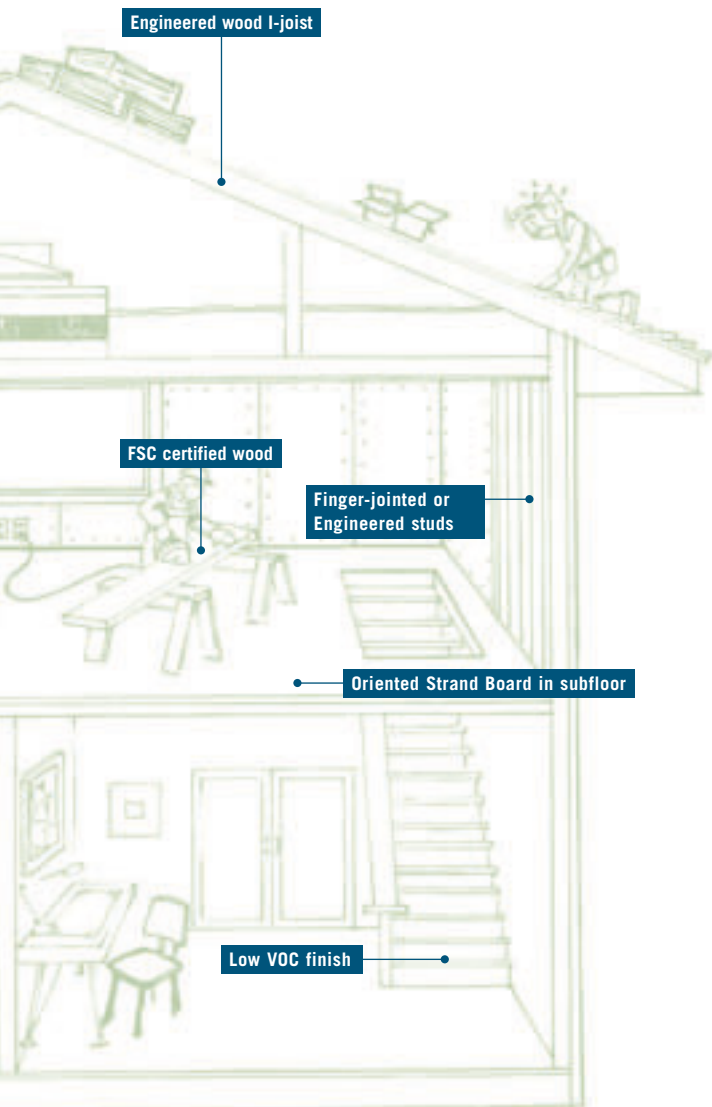 Engineered wood I-joist
FSC certified wood
Finger-jointed or
Engineered studs
Oriented Strand Board in subfloor
Low VOC finish